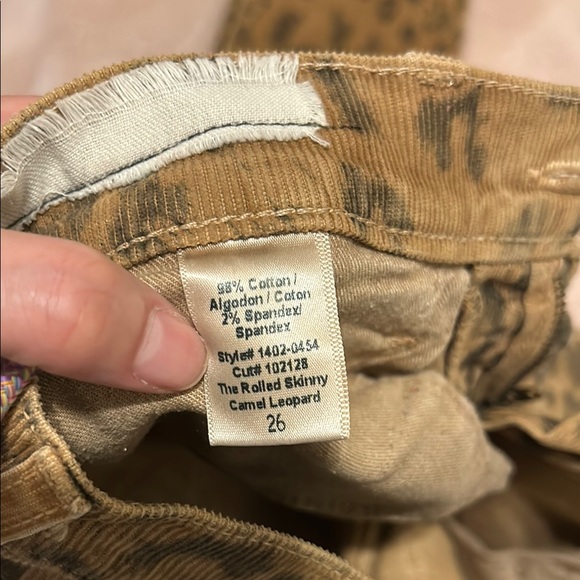 98% Cotton /
Algodon / Coton
2% Spandex/
Spandex
Style# 1402-0454
Cut# 102128
The Rolled Skinny
Camel Leopard
26